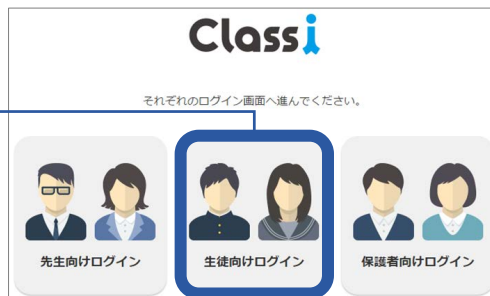 Classi
それぞれのログイン画面へ進んでください。
先生向けログイン
生徒向けログイン
保護者向けログイン